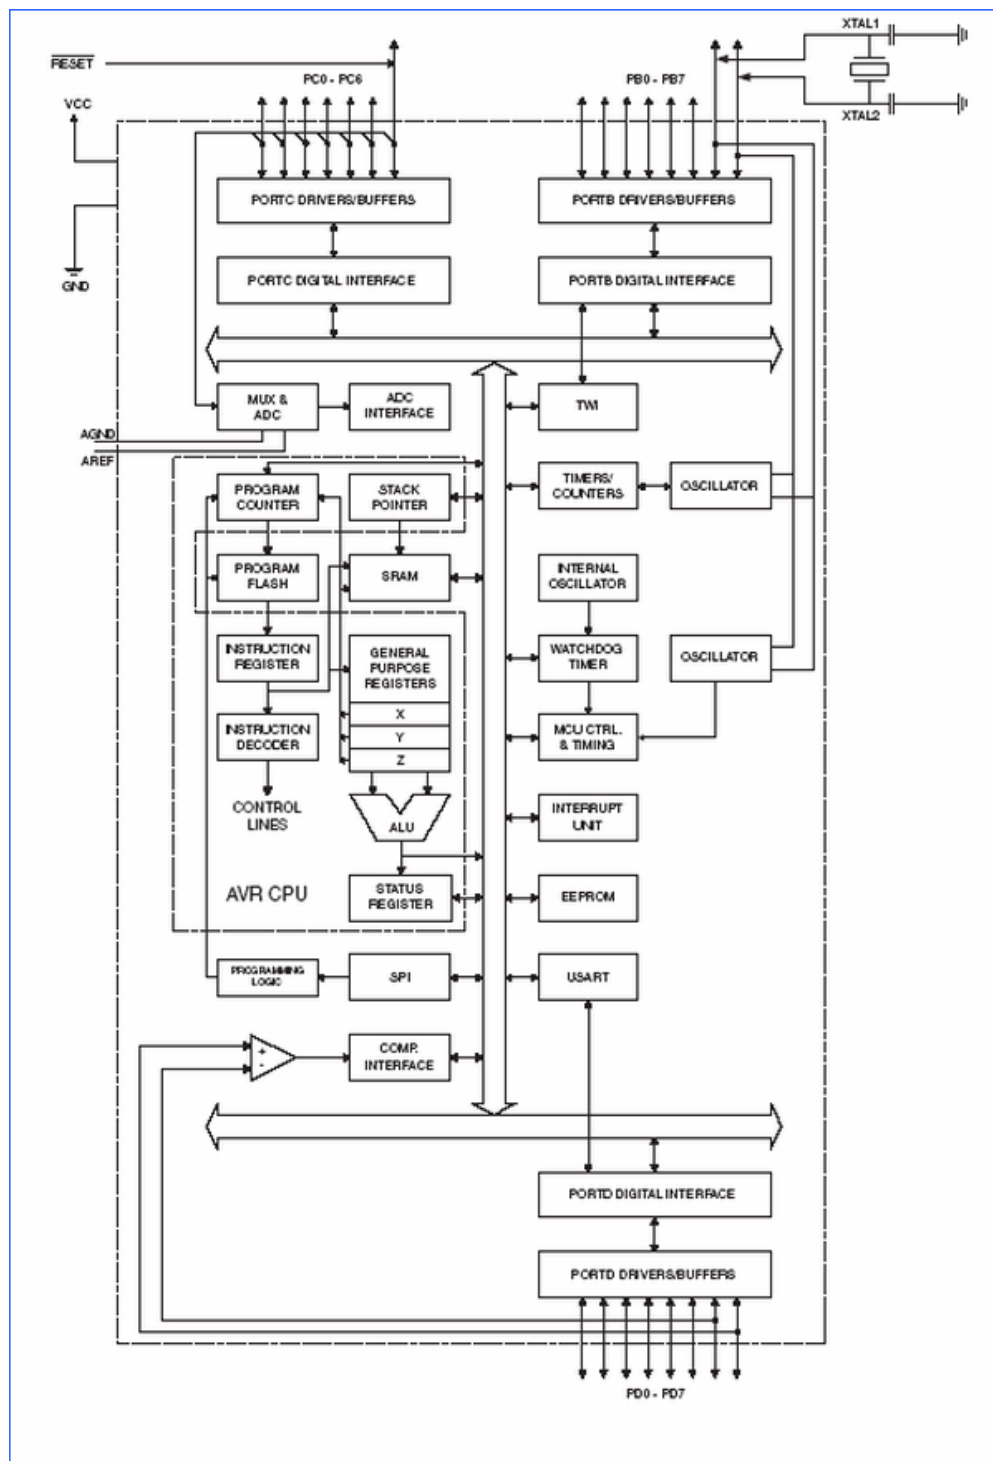 XTAL1
RESET
PC0 - PC6
PB0 - PB7
VCC
XTAL2
PORTC DRIVERS/BUFFERS
PORTB DRIVERS/BUFFERS
PORTC DIGITAL INTERFACE
PORTB DIGITAL INTERFACE
GND
MUX &
ADC
ADC
INTERFACE
TWI
AGND
AREF
PROGRAM
COUNTER
STACK
POINTER
TIMERS/
COUNTERS
OSCILLATOR
PROGRAM
FLASH
SRAM
INTERNAL
OSCILLATOR
INSTRUCTION
REGISTER
GENERAL
PURPOSE
REGISTERS
WATCHDOG
TIMER
OSCILLATOR
X
Y
Z
INSTRUCTION
DECODER
MCU CTRL.
& TIMING
CONTROL
LINES
ALU
INTERRUPT
UNIT
AVR CPU
STATUS
REGISTER
EEPROM
PROGRAMMING
LOGIC
SPI
USART
+
-
COMP.
INTERFACE
PORTD DIGITAL INTERFACE
PORTD DRIVERS/BUFFERS
PD0 - PD7